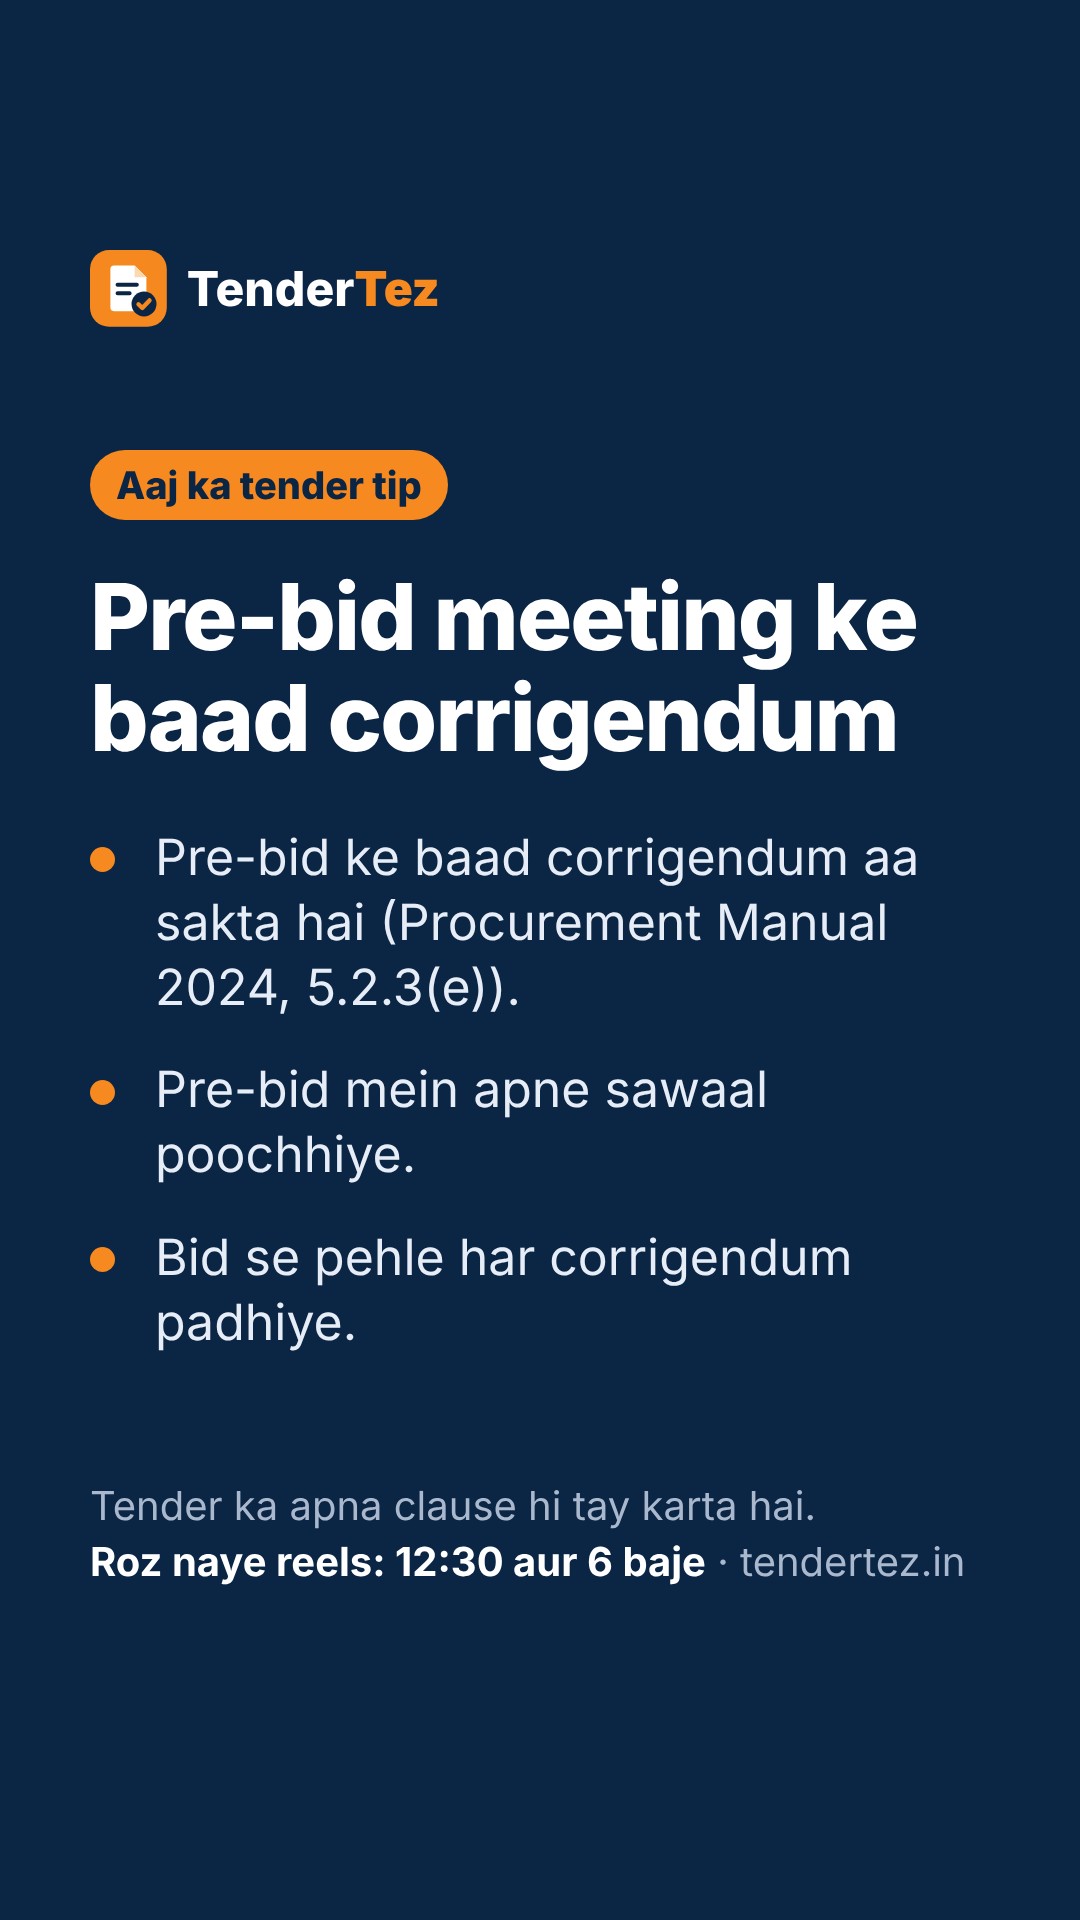 TenderTez
Aaj ka tender tip
Pre-bid meeting ke
baad corrigendum
Pre-bid ke baad corrigendum aa
sakta hai (Procurement Manual
2024, 5.2.3(e)).
Pre-bid mein apne sawaal
poochhiye.
Bid se pehle har corrigendum
padhiye.
Tender ka apna clause hi tay karta hai.
Roz naye reels: 12:30 aur 6 baje · tendertez.in